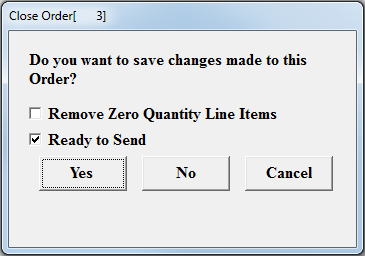 Close Order[ 3]
Do you want to save changes made to this
Order?
Remove Zero Quantity Line Items
Ready to Send
Yes No Cancel